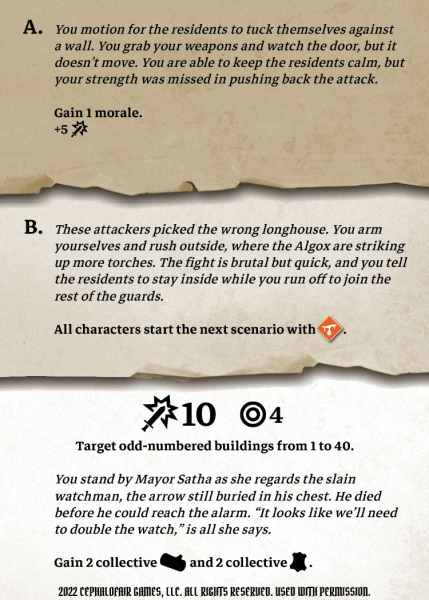 A. You motion for the residents to tuck themselves against
a wall. You grab your weapons and watch the door, but it
doesn't move. You are able to keep the residents calm, but
your strength was missed in pushing back the attack.
Gain 1 morale.
+5
B. These attackers picked the wrong longhouse. You arm
yourselves and rush outside, where the Algox are striking
up more torches. The fight is brutal but quick, and you tell
the residents to stay inside while you run off to join the
rest of the guards.
All characters start the next scenario with .
10 4
Target odd-numbered buildings from 1 to 40.
You stand by Mayor Satha as she regards the slain
watchman, the arrow still buried in his chest. He died
before he could reach the alarm. “It looks like we'll need
to double the watch,” is all she says.
Gain 2 collective and 2 collective .
2022 CEPHALOFAIR GAMES, LLC. ALL RIGHTS RESERVED. USED WITH PERMISSION.